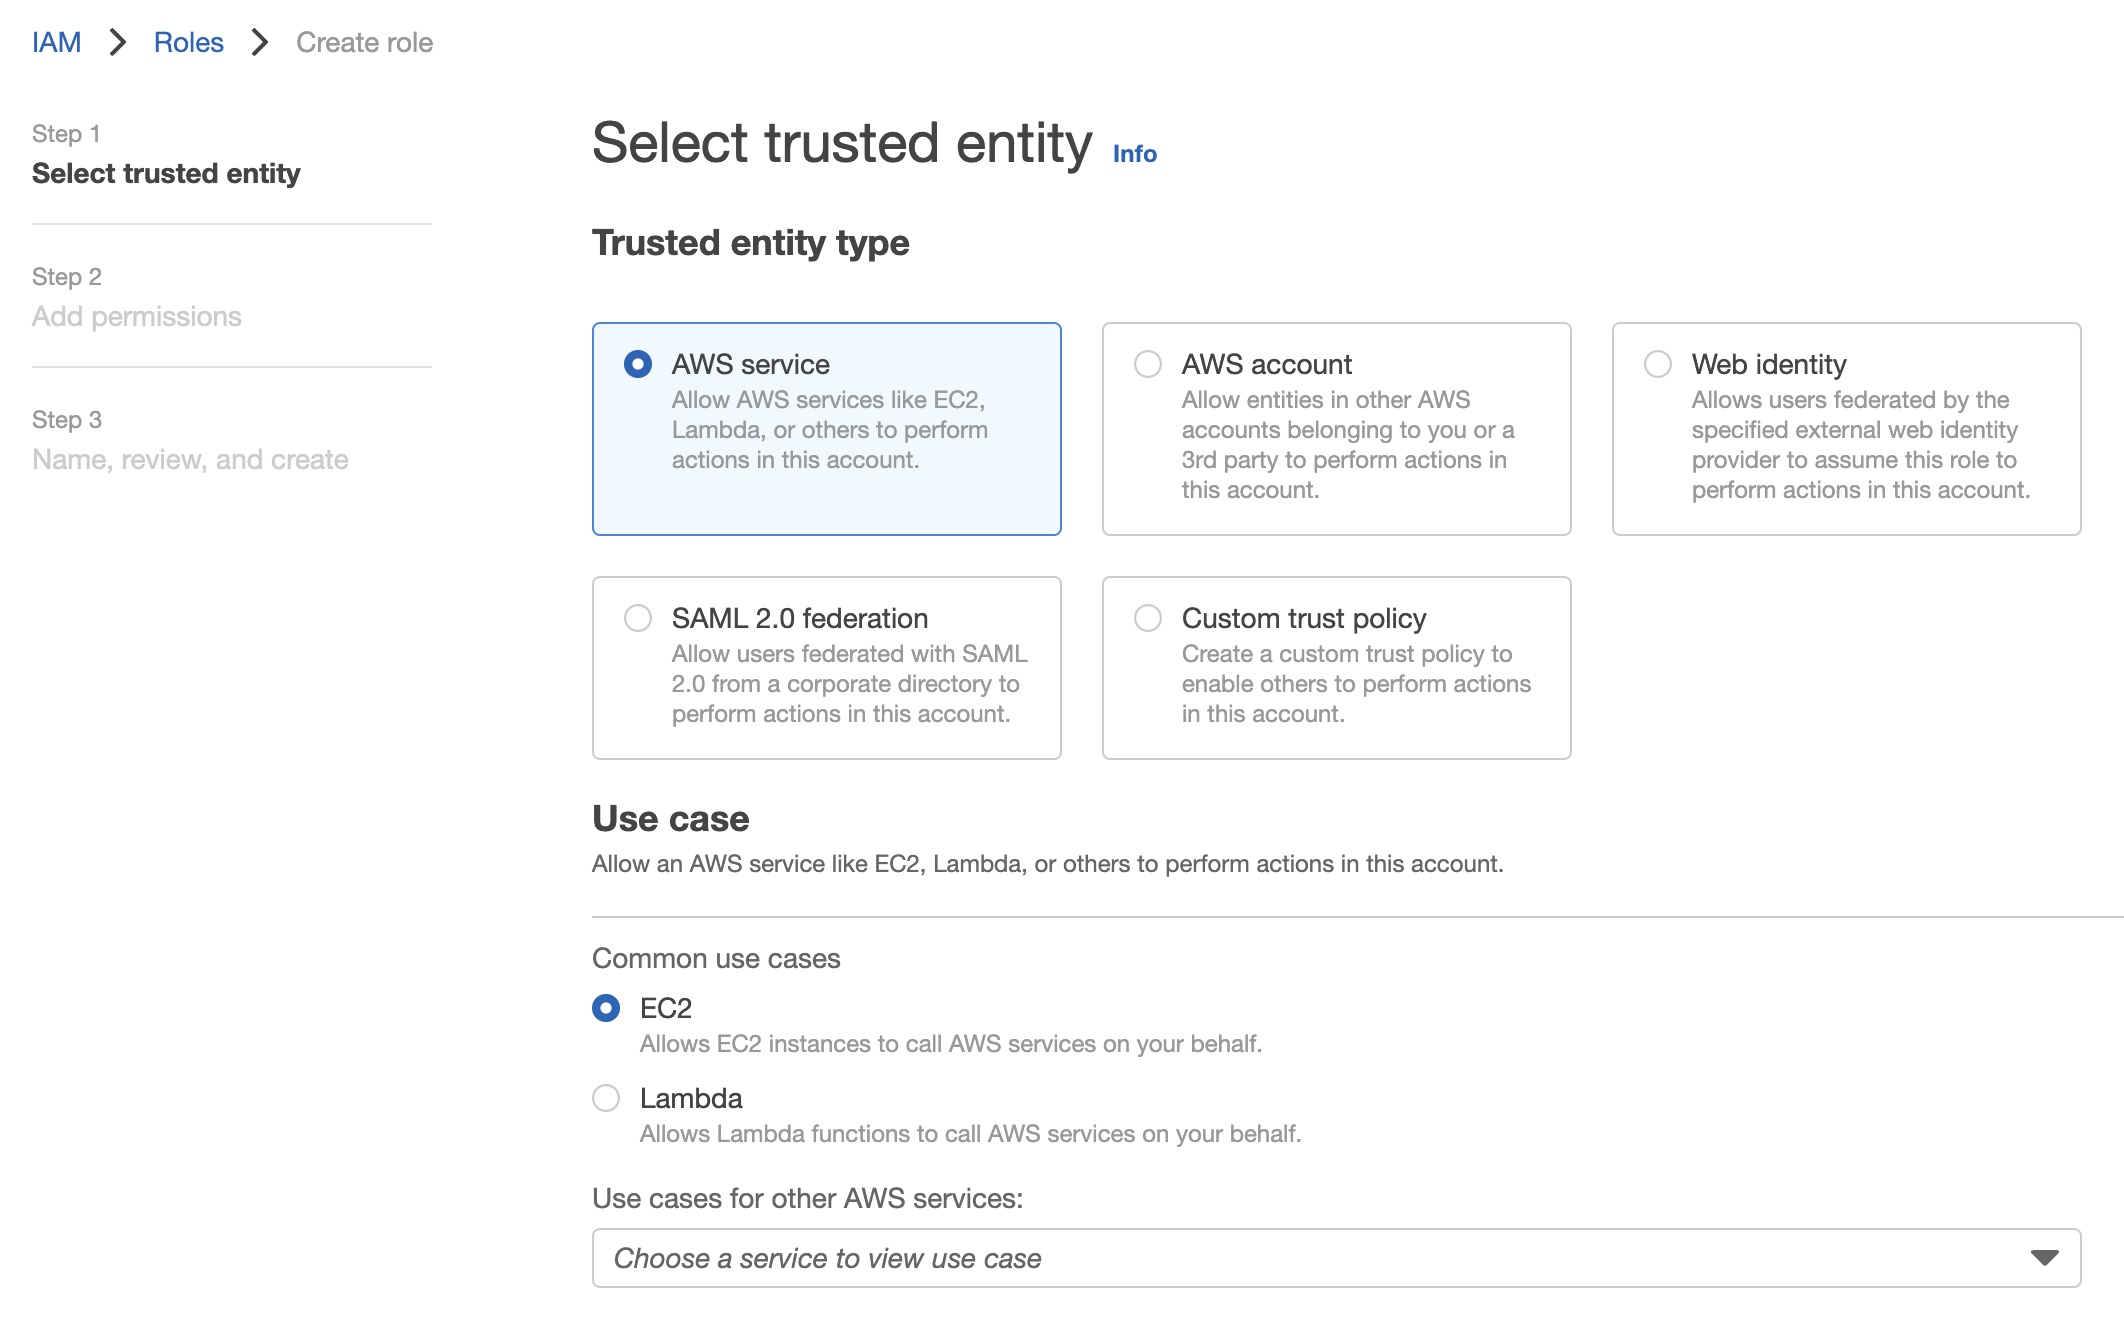 IAM > Roles > Create role
Step 1
Select trusted entity
Step 2
Add permissions
Step 3
Name, review, and create
Select trusted entity Info
Trusted entity type
AWS service
Allow AWS services like EC2,
Lambda, or others to perform
actions in this account.
AWS account
Allow entities in other AWS
accounts belonging to you or a
3rd party to perform actions in
this account.
Web identity
Allows users federated by the
specified external web identity
provider to assume this role to
perform actions in this account.
SAML 2.0 federation
Allow users federated with SAML
2.0 from a corporate directory to
perform actions in this account.
Custom trust policy
Create a custom trust policy to
enable others to perform actions
in this account.
Use case
Allow an AWS service like EC2, Lambda, or others to perform actions in this account.
Common use cases
EC2
Allows EC2 instances to call AWS services on your behalf.
Lambda
Allows Lambda functions to call AWS services on your behalf.
Use cases for other AWS services:
Choose a service to view use case